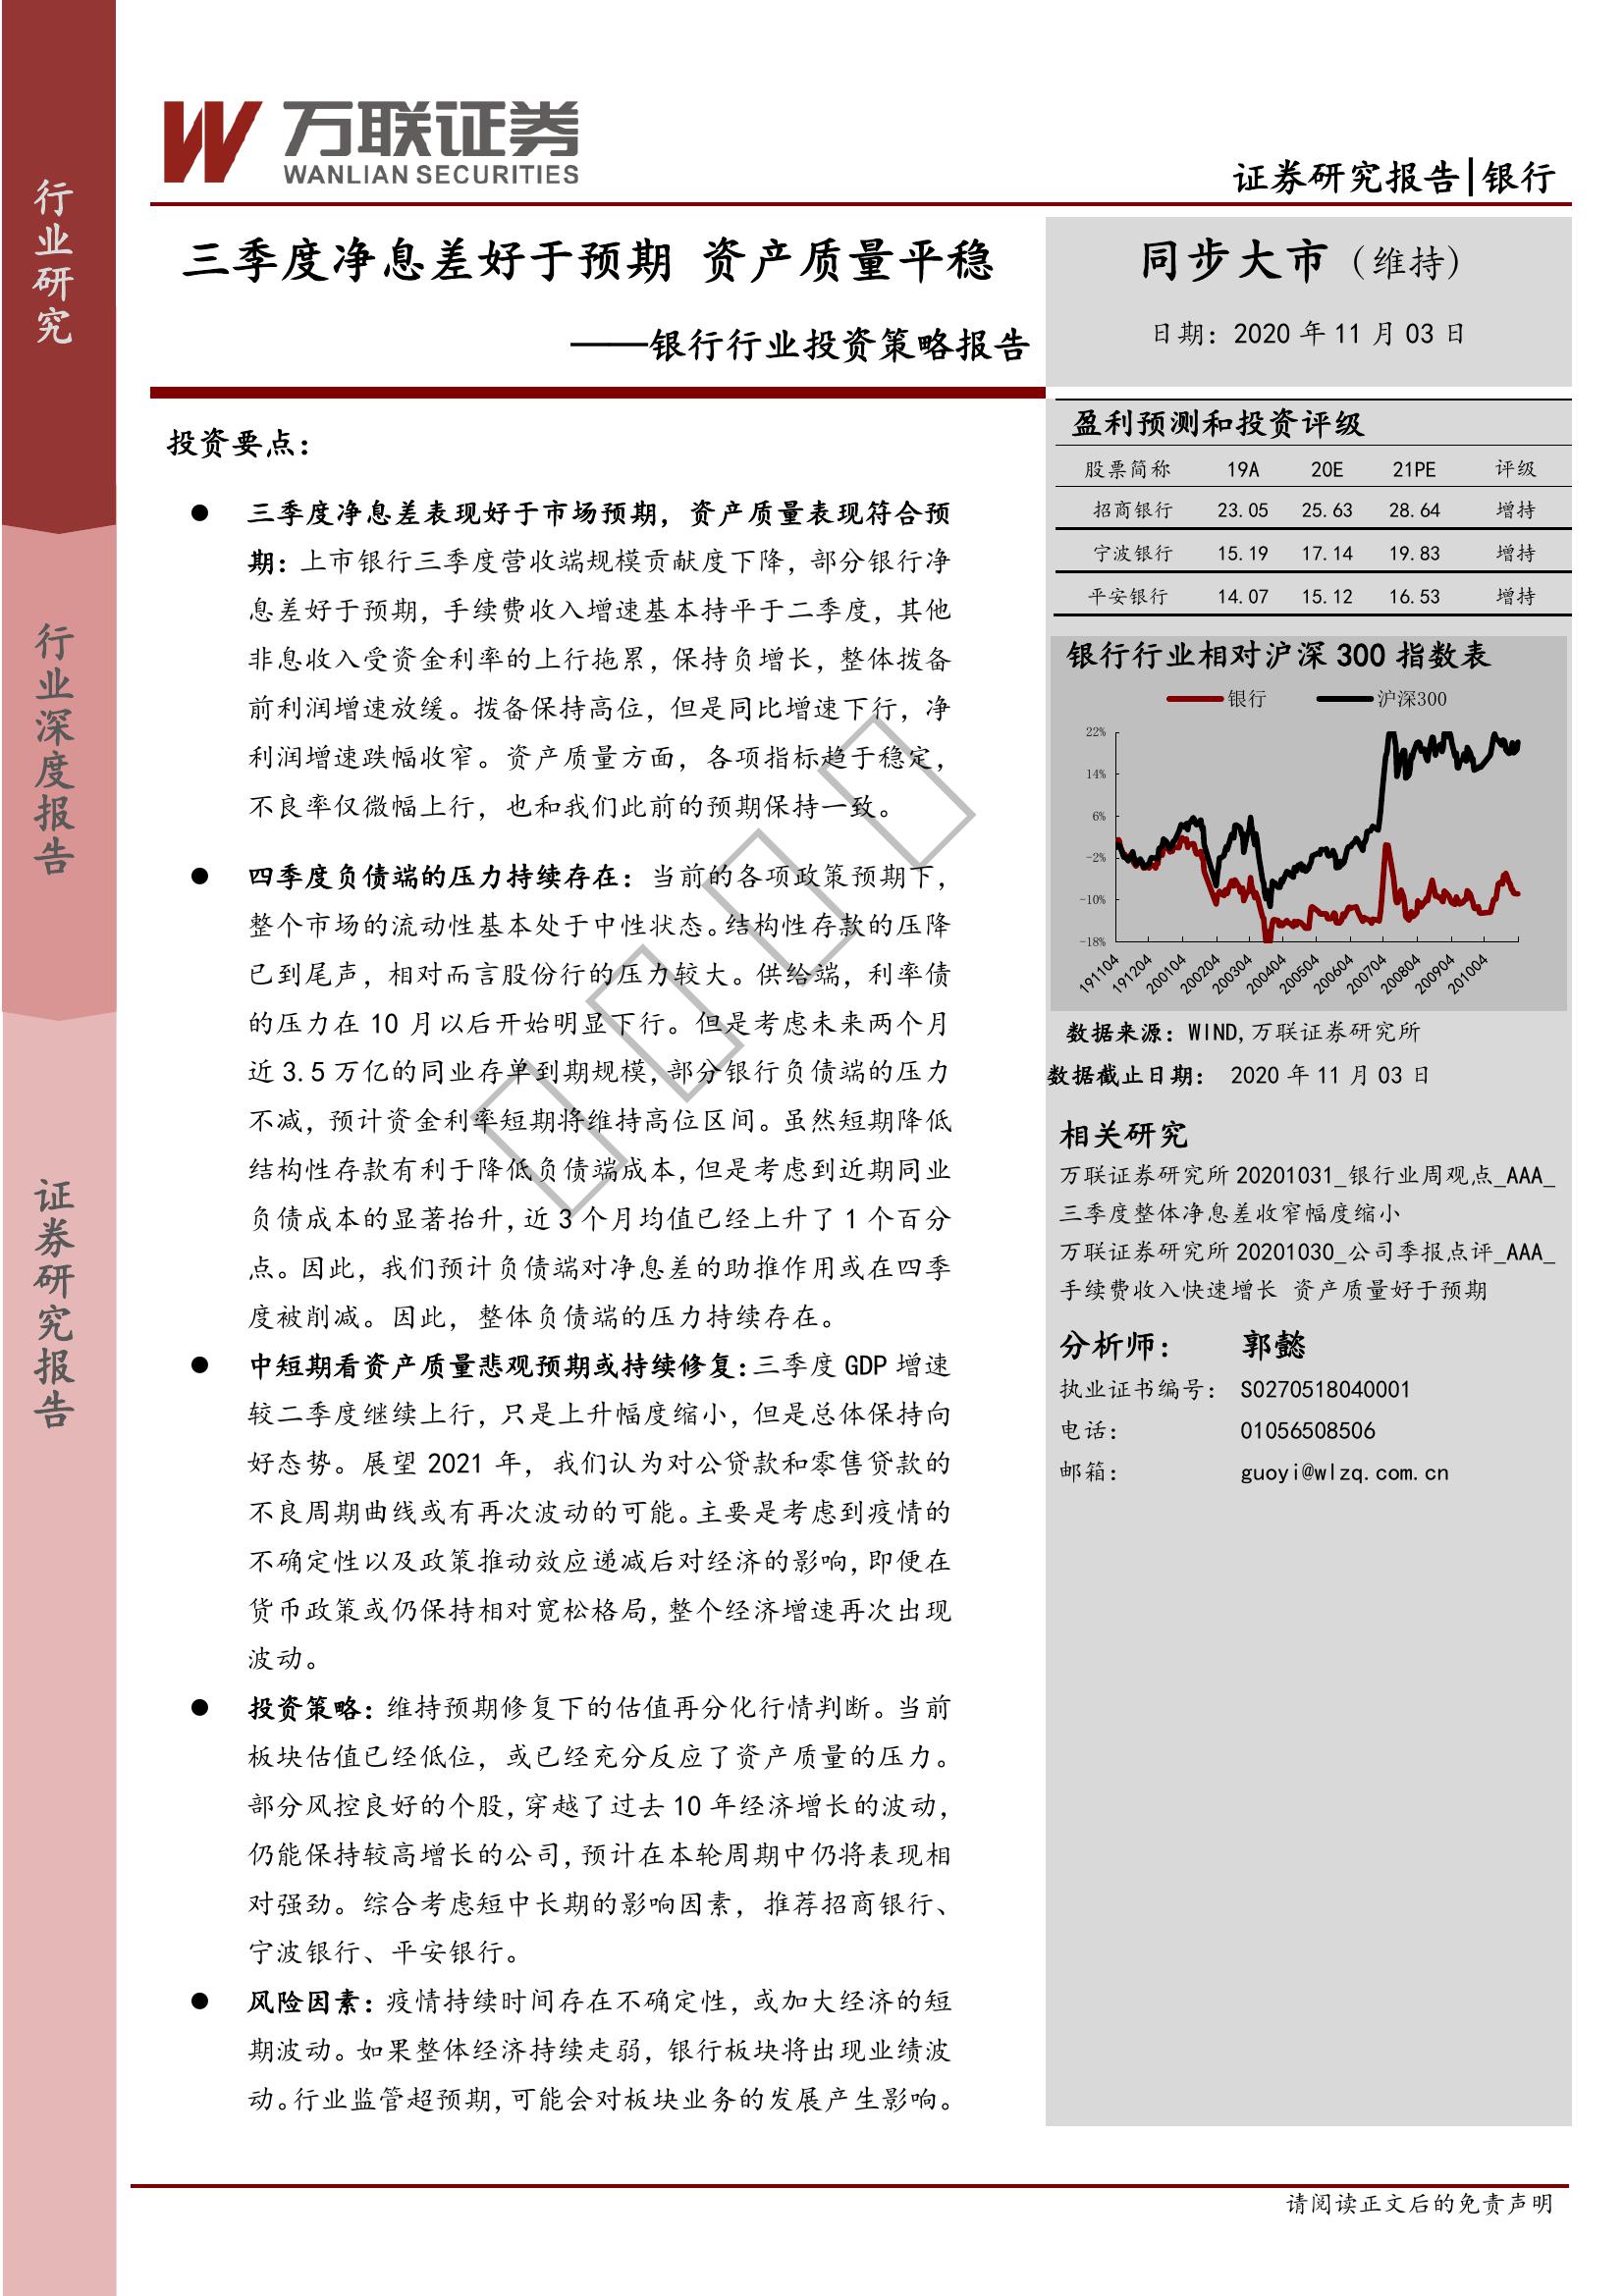 行业研究
行业深度报告
证券研究报告
万联证券
WANLIAN SECURITIES
证券研究报告|银行
三季度净息差好于预期 资产质量平稳
——银行行业投资策略报告
同步大市（维持）
日期：2020 年 11 月 03 日
投资要点：
● 三季度净息差表现好于市场预期，资产质量表现符合预
期：上市银行三季度营收端规模贡献度下降，部分银行净
息差好于预期，手续费收入增速基本持平于二季度，其他
非息收入受资金利率的上行拖累，保持负增长，整体拨备
前利润增速放缓。拨备保持高位，但是同比增速下行，净
利润增速跌幅收窄。资产质量方面，各项指标趋于稳定，
不良率仅微幅上行，也和我们此前的预期保持一致。
● 四季度负债端的压力持续存在：当前的各项政策预期下，
整个市场的流动性基本处于中性状态。结构性存款的压降
已到尾声，相对而言股份行的压力较大。供给端，利率债
的压力在 10 月以后开始明显下行。但是考虑未来两个月
近 3.5 万亿的同业存单到期规模，部分银行负债端的压力
不减，预计资金利率短期将维持高位区间。虽然短期降低
结构性存款有利于降低负债端成本，但是考虑到近期同业
负债成本的显著抬升，近 3 个月均值已经上升了 1 个百分
点。因此，我们预计负债端对净息差的助推作用或在四季
度被削减。因此，整体负债端的压力持续存在。
● 中短期看资产质量悲观预期或持续修复：三季度 GDP 增速
较二季度继续上行，只是上升幅度缩小，但是总体保持向
好态势。展望 2021 年，我们认为对公贷款和零售贷款的
不良周期曲线或有再次波动的可能。主要是考虑到疫情的
不确定性以及政策推动效应递减后对经济的影响，即便在
货币政策或仍保持相对宽松格局，整个经济增速再次出现
波动。
● 投资策略：维持预期修复下的估值再分化行情判断。当前
板块估值已经低位，或已经充分反应了资产质量的压力。
部分风控良好的个股，穿越了过去 10 年经济增长的波动，
仍能保持较高增长的公司，预计在本轮周期中仍将表现相
对强劲。综合考虑短中长期的影响因素，推荐招商银行、
宁波银行、平安银行。
● 风险因素：疫情持续时间存在不确定性，或加大经济的短
期波动。如果整体经济持续走弱，银行板块将出现业绩波
动。行业监管超预期，可能会对板块业务的发展产生影响。
盈利预测和投资评级
股票简称 19A 20E 21PE 评级
招商银行 23.05 25.63 28.64 增持
宁波银行 15.19 17.14 19.83 增持
平安银行 14.07 15.12 16.53 增持
银行行业相对沪深 300 指数表
银行 沪深300
22%
14%
6%
-2%
-10%
-18%
191104 191204 200104 200204 200304 200404 200504 200604 200704 200804 200904 201004
数据来源：WIND,万联证券研究所
数据截止日期： 2020 年 11 月 03 日
相关研究
万联证券研究所 20201031_银行业周观点_AAA_
三季度整体净息差收窄幅度缩小
万联证券研究所 20201030_公司季报点评_AAA_
手续费收入快速增长 资产质量好于预期
分析师： 郭懿
执业证书编号： S0270518040001
电话： 01056508506
邮箱： guoyi@wlzq.com.cn
请阅读正文后的免责声明